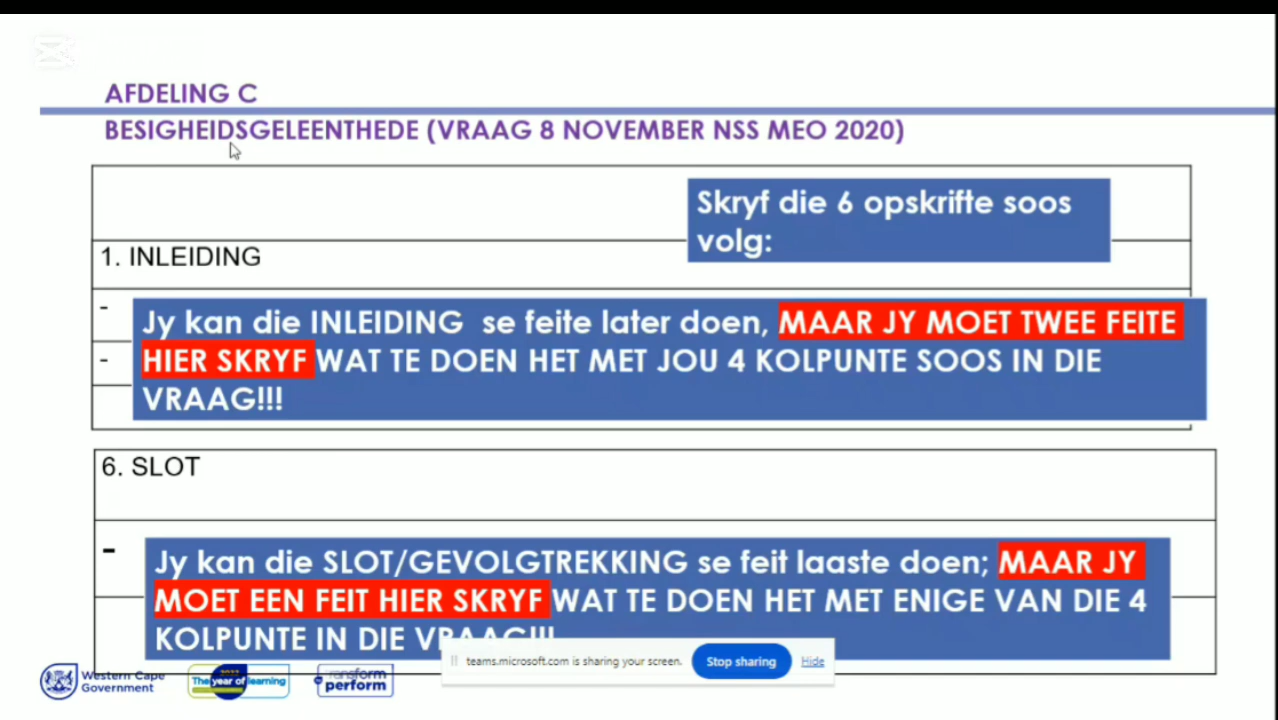 AFDELING C
BESIGHEIDSGELEENTHEDE (VRAAG 8 NOVEMBER NSS MEO 2020)
Skryf die 6 opskrifte soos
volg:
1. INLEIDING
-
Jy kan die INLEIDING se feite later doen, MAAR JY MOET TWEE FEITE
- HIER SKRYF WAT TE DOEN HET MET JOU 4 KOLPUNTE SOOS IN DIE
VRAAG!!!
6. SLOT
-
Jy kan die SLOT/GEVOLGTREKKING se feit laaste doen; MAAR JY
MOET EEN FEIT HIER SKRYF WAT TE DOEN HET MET ENIGE VAN DIE 4
KOLPUNTE IN DIE VRAAG!!!
teams.microsoft.com is sharing your screen. Stop sharing Hide
Western Cape
Government
The year of learning
perform